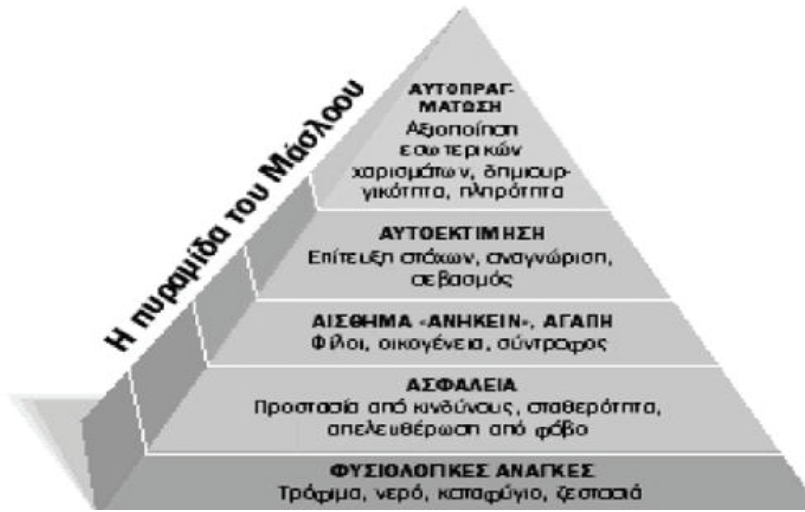 Η πυραμίδα του Μάσλοου
ΑΥΤΟΠΡΑΓ-
ΜΑΤΩΣΗ
Αξιοποίηση
εσωτερικών
χαρισμάτων, δημιουρ-
γικότητα, πληρότητα
ΑΥΤΟΕΚΤΙΜΗΣΗ
Επίτευξη στόχων, αναγνώριση,
σεβασμός
ΑΙΣΘΗΜΑ «ΑΝΗΚΕΙΝ», ΑΓΑΠΗ
Φίλοι, οικογένεια, σύντροφος
ΑΣΦΑΛΕΙΑ
Προστασία από κινδύνους, σταθερότητα,
απελευθέρωση από φόβο
ΦΥΣΙΟΛΟΓΙΚΕΣ ΑΝΑΓΚΕΣ
Τρόφιμα, νερό, καταφύγιο, ζεστασιά